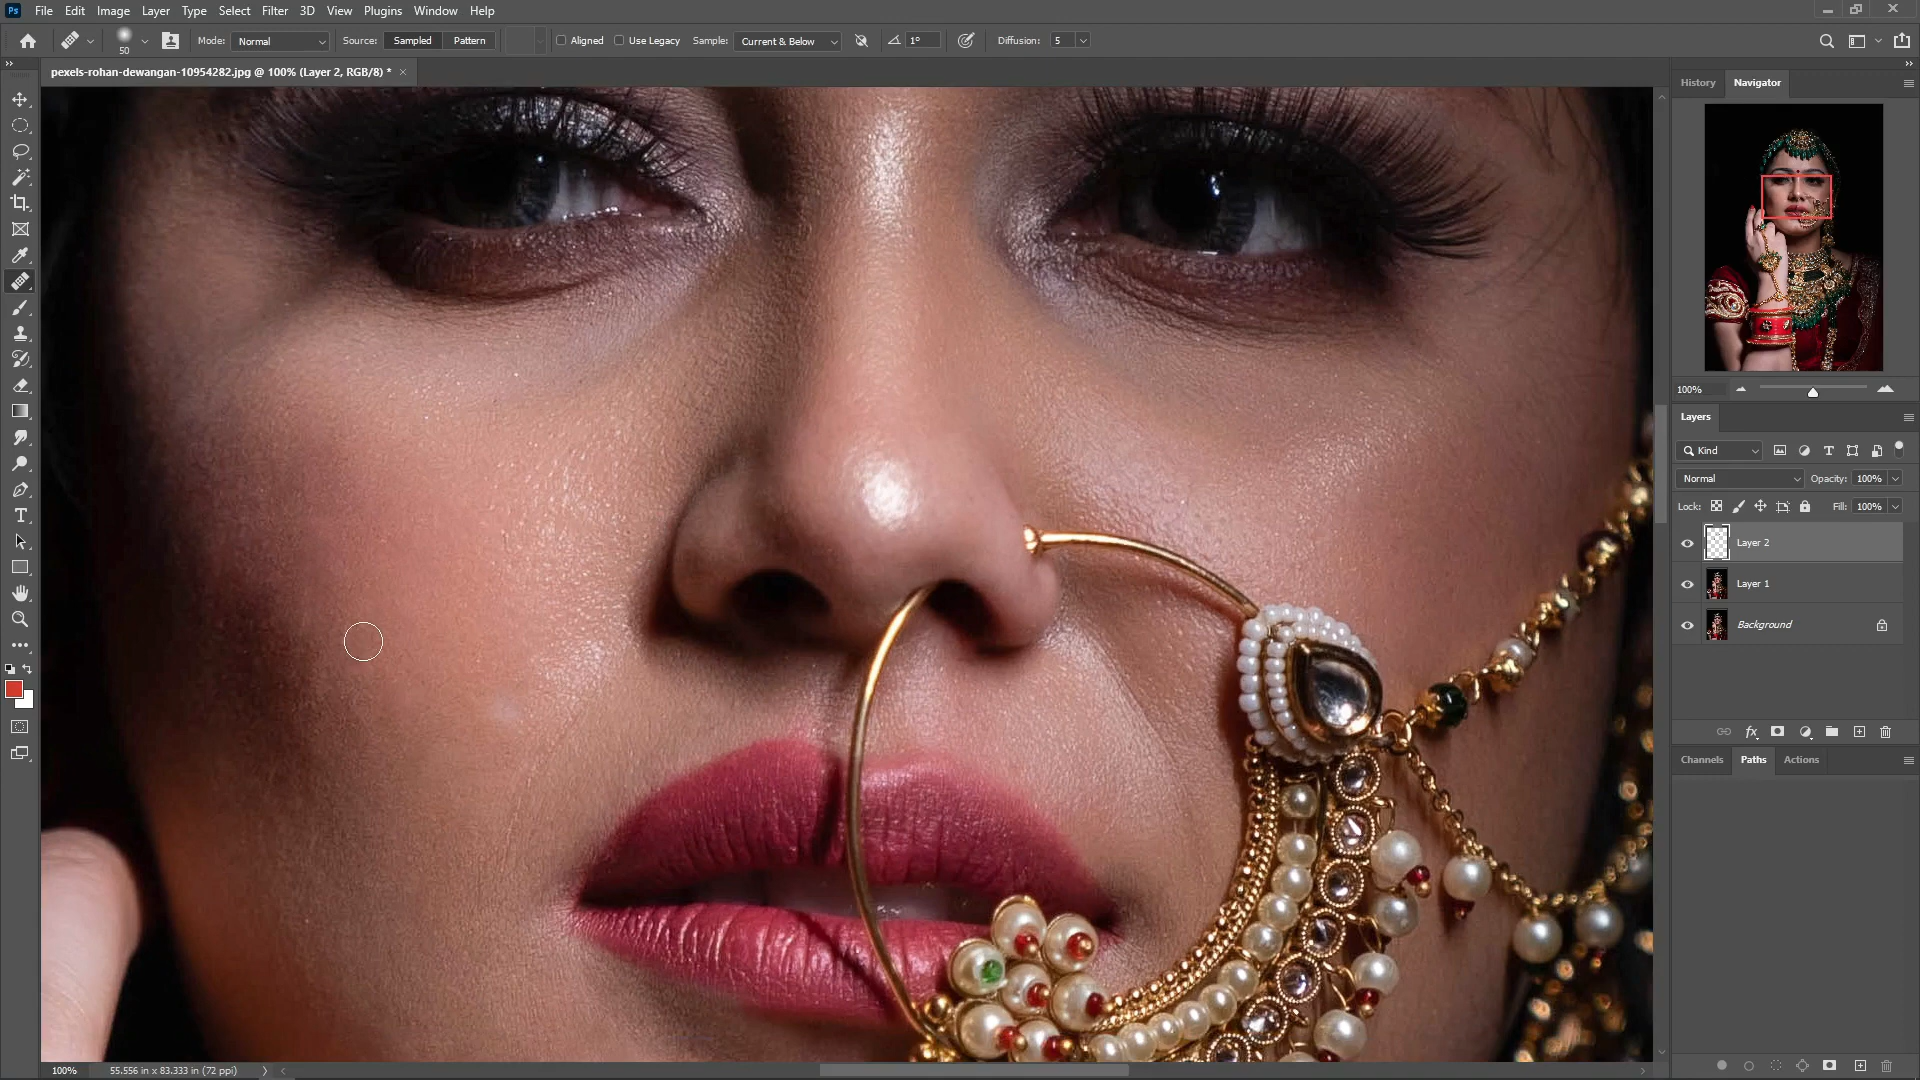 Ps File Edit Image Layer Type Select Filter 3D View Plugins Window Help
50 Mode: Normal Source: Sampled Pattern Aligned Use Legacy Sample: Current & Below 1° Diffusion: 5
pexels-rohan-dewangan-10954282.jpg @ 100% (Layer 2, RGB/8) *
History Navigator
100%
Layers
Kind
Normal Opacity: 100%
Lock: Fill: 100%
Layer 2
Layer 1
Background
fx
Channels Paths Actions
100% 55.556 in x 83.333 in (72 ppi)